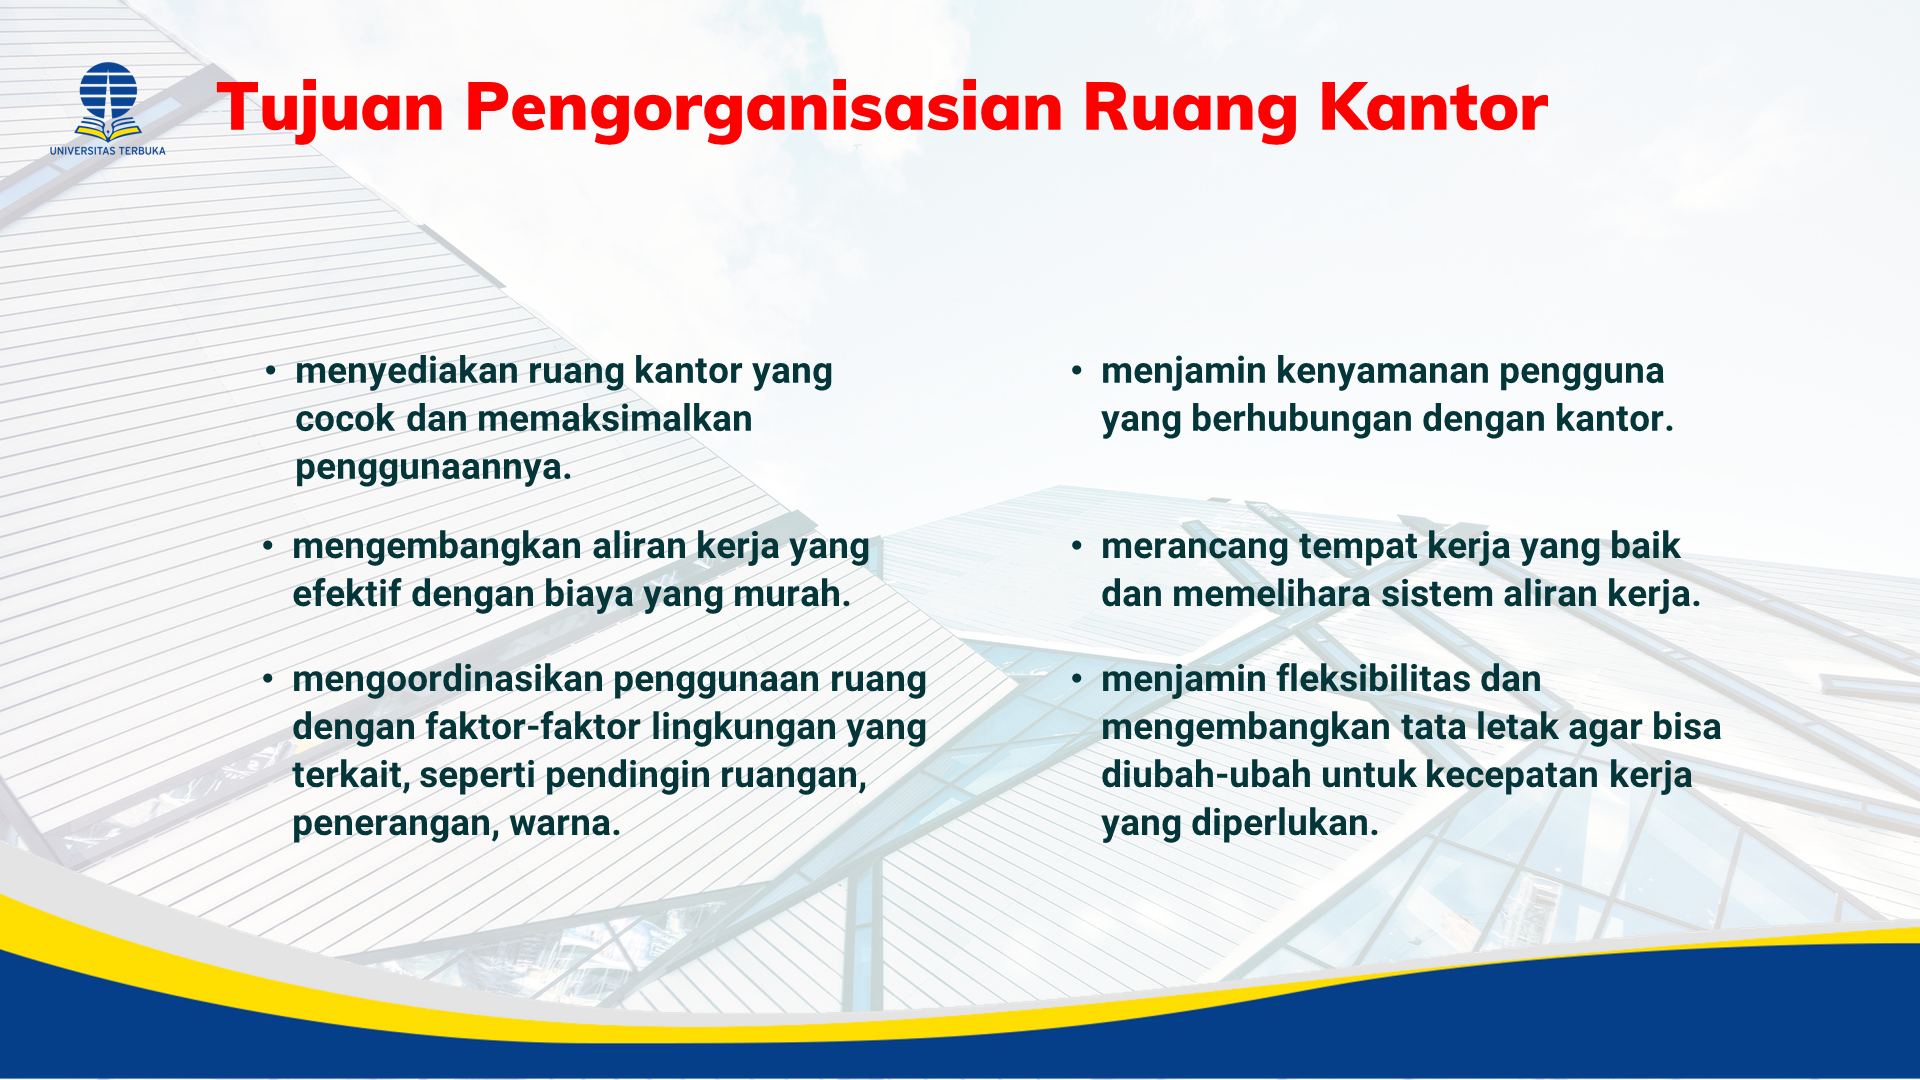 UNIVERSITAS TERBUKA
Tujuan Pengorganisasian Ruang Kantor
• menyediakan ruang kantor yang
cocok dan memaksimalkan
penggunaannya.
• mengembangkan aliran kerja yang
efektif dengan biaya yang murah.
• mengoordinasikan penggunaan ruang
dengan faktor-faktor lingkungan yang
terkait, seperti pendingin ruangan,
penerangan, warna.
• menjamin kenyamanan pengguna
yang berhubungan dengan kantor.
• merancang tempat kerja yang baik
dan memelihara sistem aliran kerja.
• menjamin fleksibilitas dan
mengembangkan tata letak agar bisa
diubah-ubah untuk kecepatan kerja
yang diperlukan.